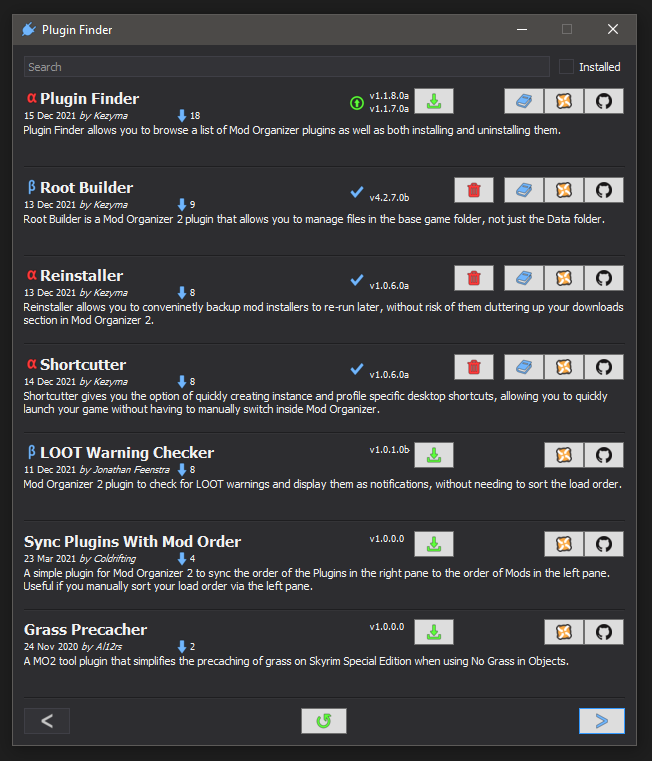 Plugin Finder
Search
Installed
α Plugin Finder
v1.1.8.0a
v1.1.7.0a
15 Dec 2021 by Kezyma 18
Plugin Finder allows you to browse a list of Mod Organizer plugins as well as both installing and uninstalling them.
β Root Builder
v4.2.7.0b
13 Dec 2021 by Kezyma 9
Root Builder is a Mod Organizer 2 plugin that allows you to manage files in the base game folder, not just the Data folder.
α Reinstaller
v1.0.6.0a
13 Dec 2021 by Kezyma 8
Reinstaller allows you to conveninetly backup mod installers to re-run later, without risk of them cluttering up your downloads
section in Mod Organizer 2.
α Shortcutter
v1.0.6.0a
14 Dec 2021 by Kezyma 8
Shortcutter gives you the option of quickly creating instance and profile specific desktop shortcuts, allowing you to quickly
launch your game without having to manually switch inside Mod Organizer.
β LOOT Warning Checker
v1.0.1.0b
11 Dec 2021 by Jonathan Feenstra 8
Mod Organizer 2 plugin to check for LOOT warnings and display them as notifications, without needing to sort the load order.
Sync Plugins With Mod Order
v1.0.0.0
23 Mar 2021 by Coldrifting 4
A simple plugin for Mod Organizer 2 to sync the order of the Plugins in the right pane to the order of Mods in the left pane.
Useful if you manually sort your load order via the left pane.
Grass Precacher
v1.0.0.0
24 Nov 2020 by Al12rs 2
A MO2 tool plugin that simplifies the precaching of grass on Skyrim Special Edition when using No Grass in Objects.